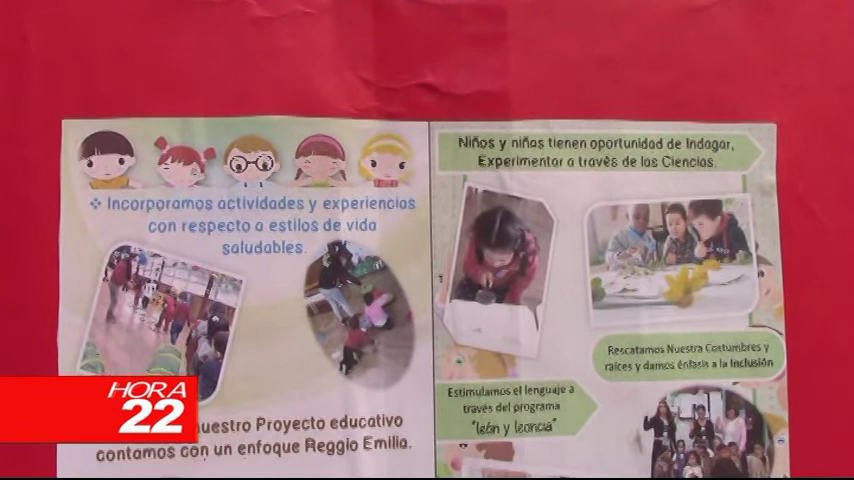 ❖ Incorporamos actividades y experiencias
con respecto a estilos de vida
saludables.
nuestro Proyecto educativo
contamos con un enfoque Reggio Emilia.
Niños y niñas tienen oportunidad de Indagar,
Experimentar a través de las Ciencias.
Rescatamos Nuestra Costumbres y
raíces y damos énfasis a la Inclusión
Estimulamos el lenguaje a
través del programa
"león y leoncia"
HORA
22